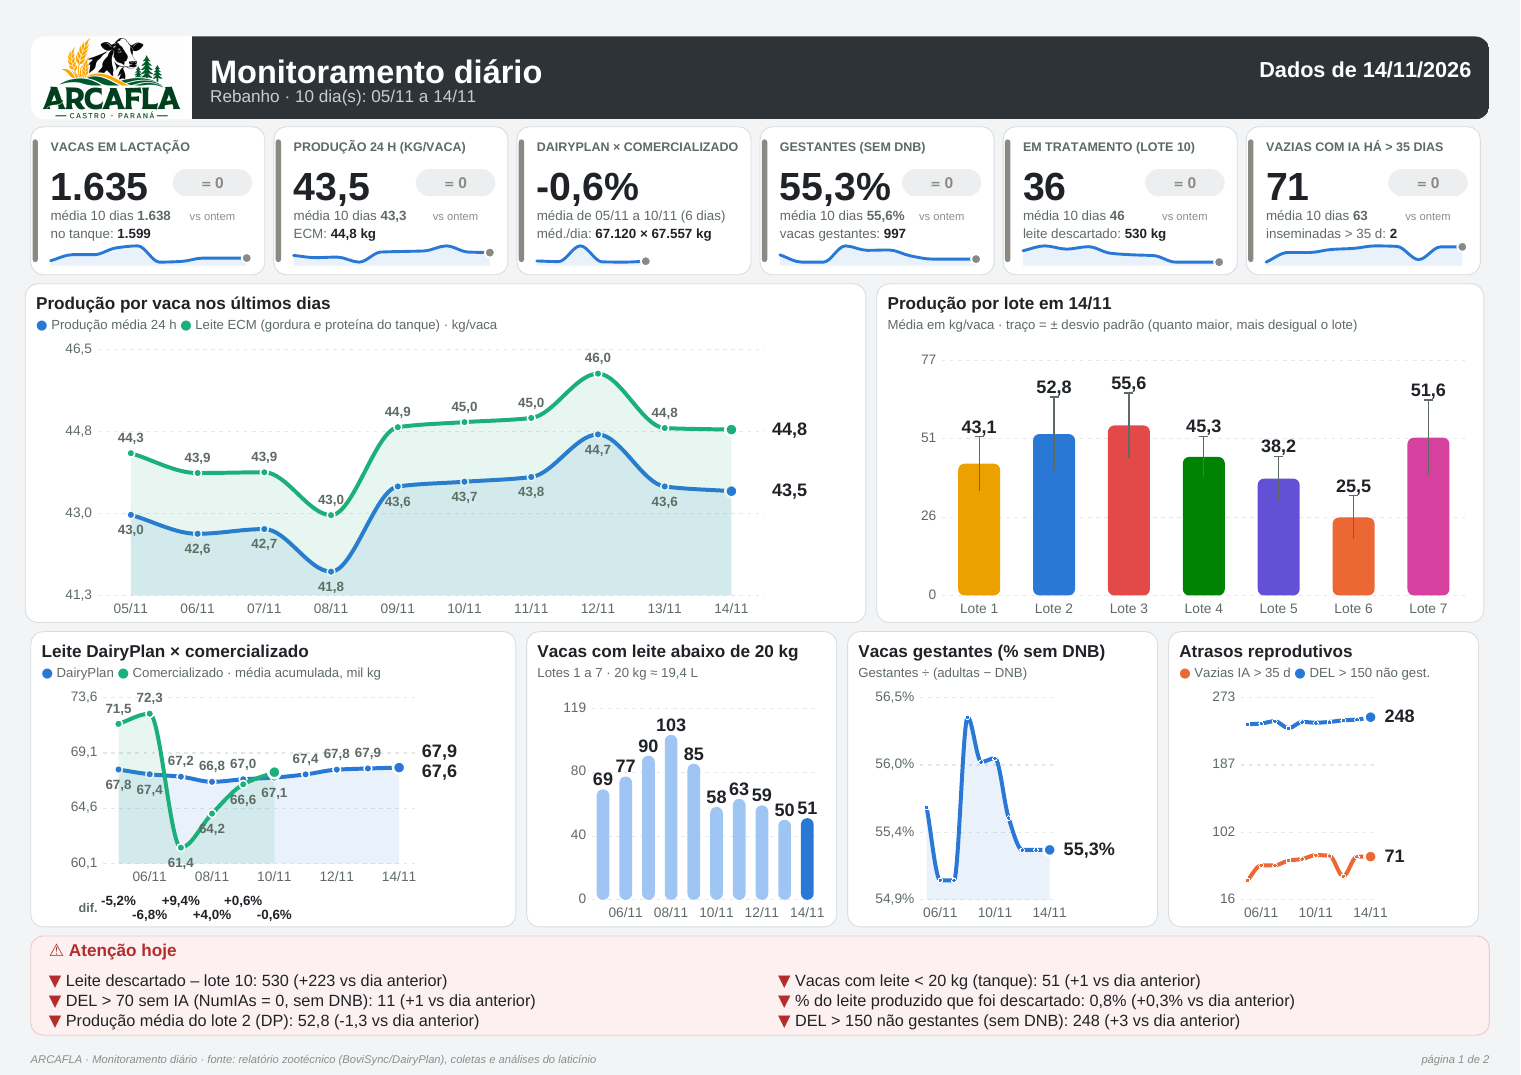 ARCAFLA
CASTRO - PARANÁ
Monitoramento diário
Rebanho · 10 dia(s): 05/11 a 14/11
Dados de 14/11/2026
VACAS EM LACTAÇÃO
1.635 = 0
média 10 dias 1.638 vs ontem
no tanque: 1.599
PRODUÇÃO 24 H (KG/VACA)
43,5 = 0
média 10 dias 43,3 vs ontem
ECM: 44,8 kg
DAIRYPLAN × COMERCIALIZADO
-0,6%
média de 05/11 a 10/11 (6 dias)
méd./dia: 67.120 × 67.557 kg
GESTANTES (SEM DNB)
55,3% = 0
média 10 dias 55,6% vs ontem
vacas gestantes: 997
EM TRATAMENTO (LOTE 10)
36 = 0
média 10 dias 46 vs ontem
leite descartado: 530 kg
VAZIAS COM IA HÁ > 35 DIAS
71 = 0
média 10 dias 63 vs ontem
inseminadas > 35 d: 2
Produção por vaca nos últimos dias
Produção média 24 h Leite ECM (gordura e proteína do tanque) · kg/vaca
46,5
44,8
43,0
41,3
44,3 43,9 43,9 43,0 44,9 45,0 45,0 46,0 44,8 44,8
43,0 42,6 42,7 41,8 43,6 43,7 43,8 44,7 43,6 43,5
05/11 06/11 07/11 08/11 09/11 10/11 11/11 12/11 13/11 14/11
Produção por lote em 14/11
Média em kg/vaca · traço = ± desvio padrão (quanto maior, mais desigual o lote)
77
51
26
0
43,1 52,8 55,6 45,3 38,2 25,5 51,6
Lote 1 Lote 2 Lote 3 Lote 4 Lote 5 Lote 6 Lote 7
Leite DairyPlan × comercializado
DairyPlan Comercializado · média acumulada, mil kg
73,6
69,1
64,6
60,1
71,5 72,3 61,4 64,2 66,6 67,6
67,8 67,4 67,2 66,8 67,0 67,1 67,4 67,8 67,9 67,9
06/11 08/11 10/11 12/11 14/11
dif. -5,2% -6,8% +9,4% +4,0% +0,6% -0,6%
Vacas com leite abaixo de 20 kg
Lotes 1 a 7 · 20 kg ≈ 19,4 L
119
80
40
0
69 77 90 103 85 58 63 59 50 51
06/11 08/11 10/11 12/11 14/11
Vacas gestantes (% sem DNB)
Gestantes ÷ (adultas − DNB)
56,5%
56,0%
55,4%
54,9%
55,3%
06/11 10/11 14/11
Atrasos reprodutivos
Vazias IA > 35 d DEL > 150 não gest.
273
187
102
16
248
71
06/11 10/11 14/11
⚠ Atenção hoje
▼ Leite descartado – lote 10: 530 (+223 vs dia anterior)
▼ DEL > 70 sem IA (NumIAs = 0, sem DNB): 11 (+1 vs dia anterior)
▼ Produção média do lote 2 (DP): 52,8 (-1,3 vs dia anterior)
▼ Vacas com leite < 20 kg (tanque): 51 (+1 vs dia anterior)
▼ % do leite produzido que foi descartado: 0,8% (+0,3% vs dia anterior)
▼ DEL > 150 não gestantes (sem DNB): 248 (+3 vs dia anterior)
ARCAFLA · Monitoramento diário · fonte: relatório zootécnico (BoviSync/DairyPlan), coletas e análises do laticínio
página 1 de 2